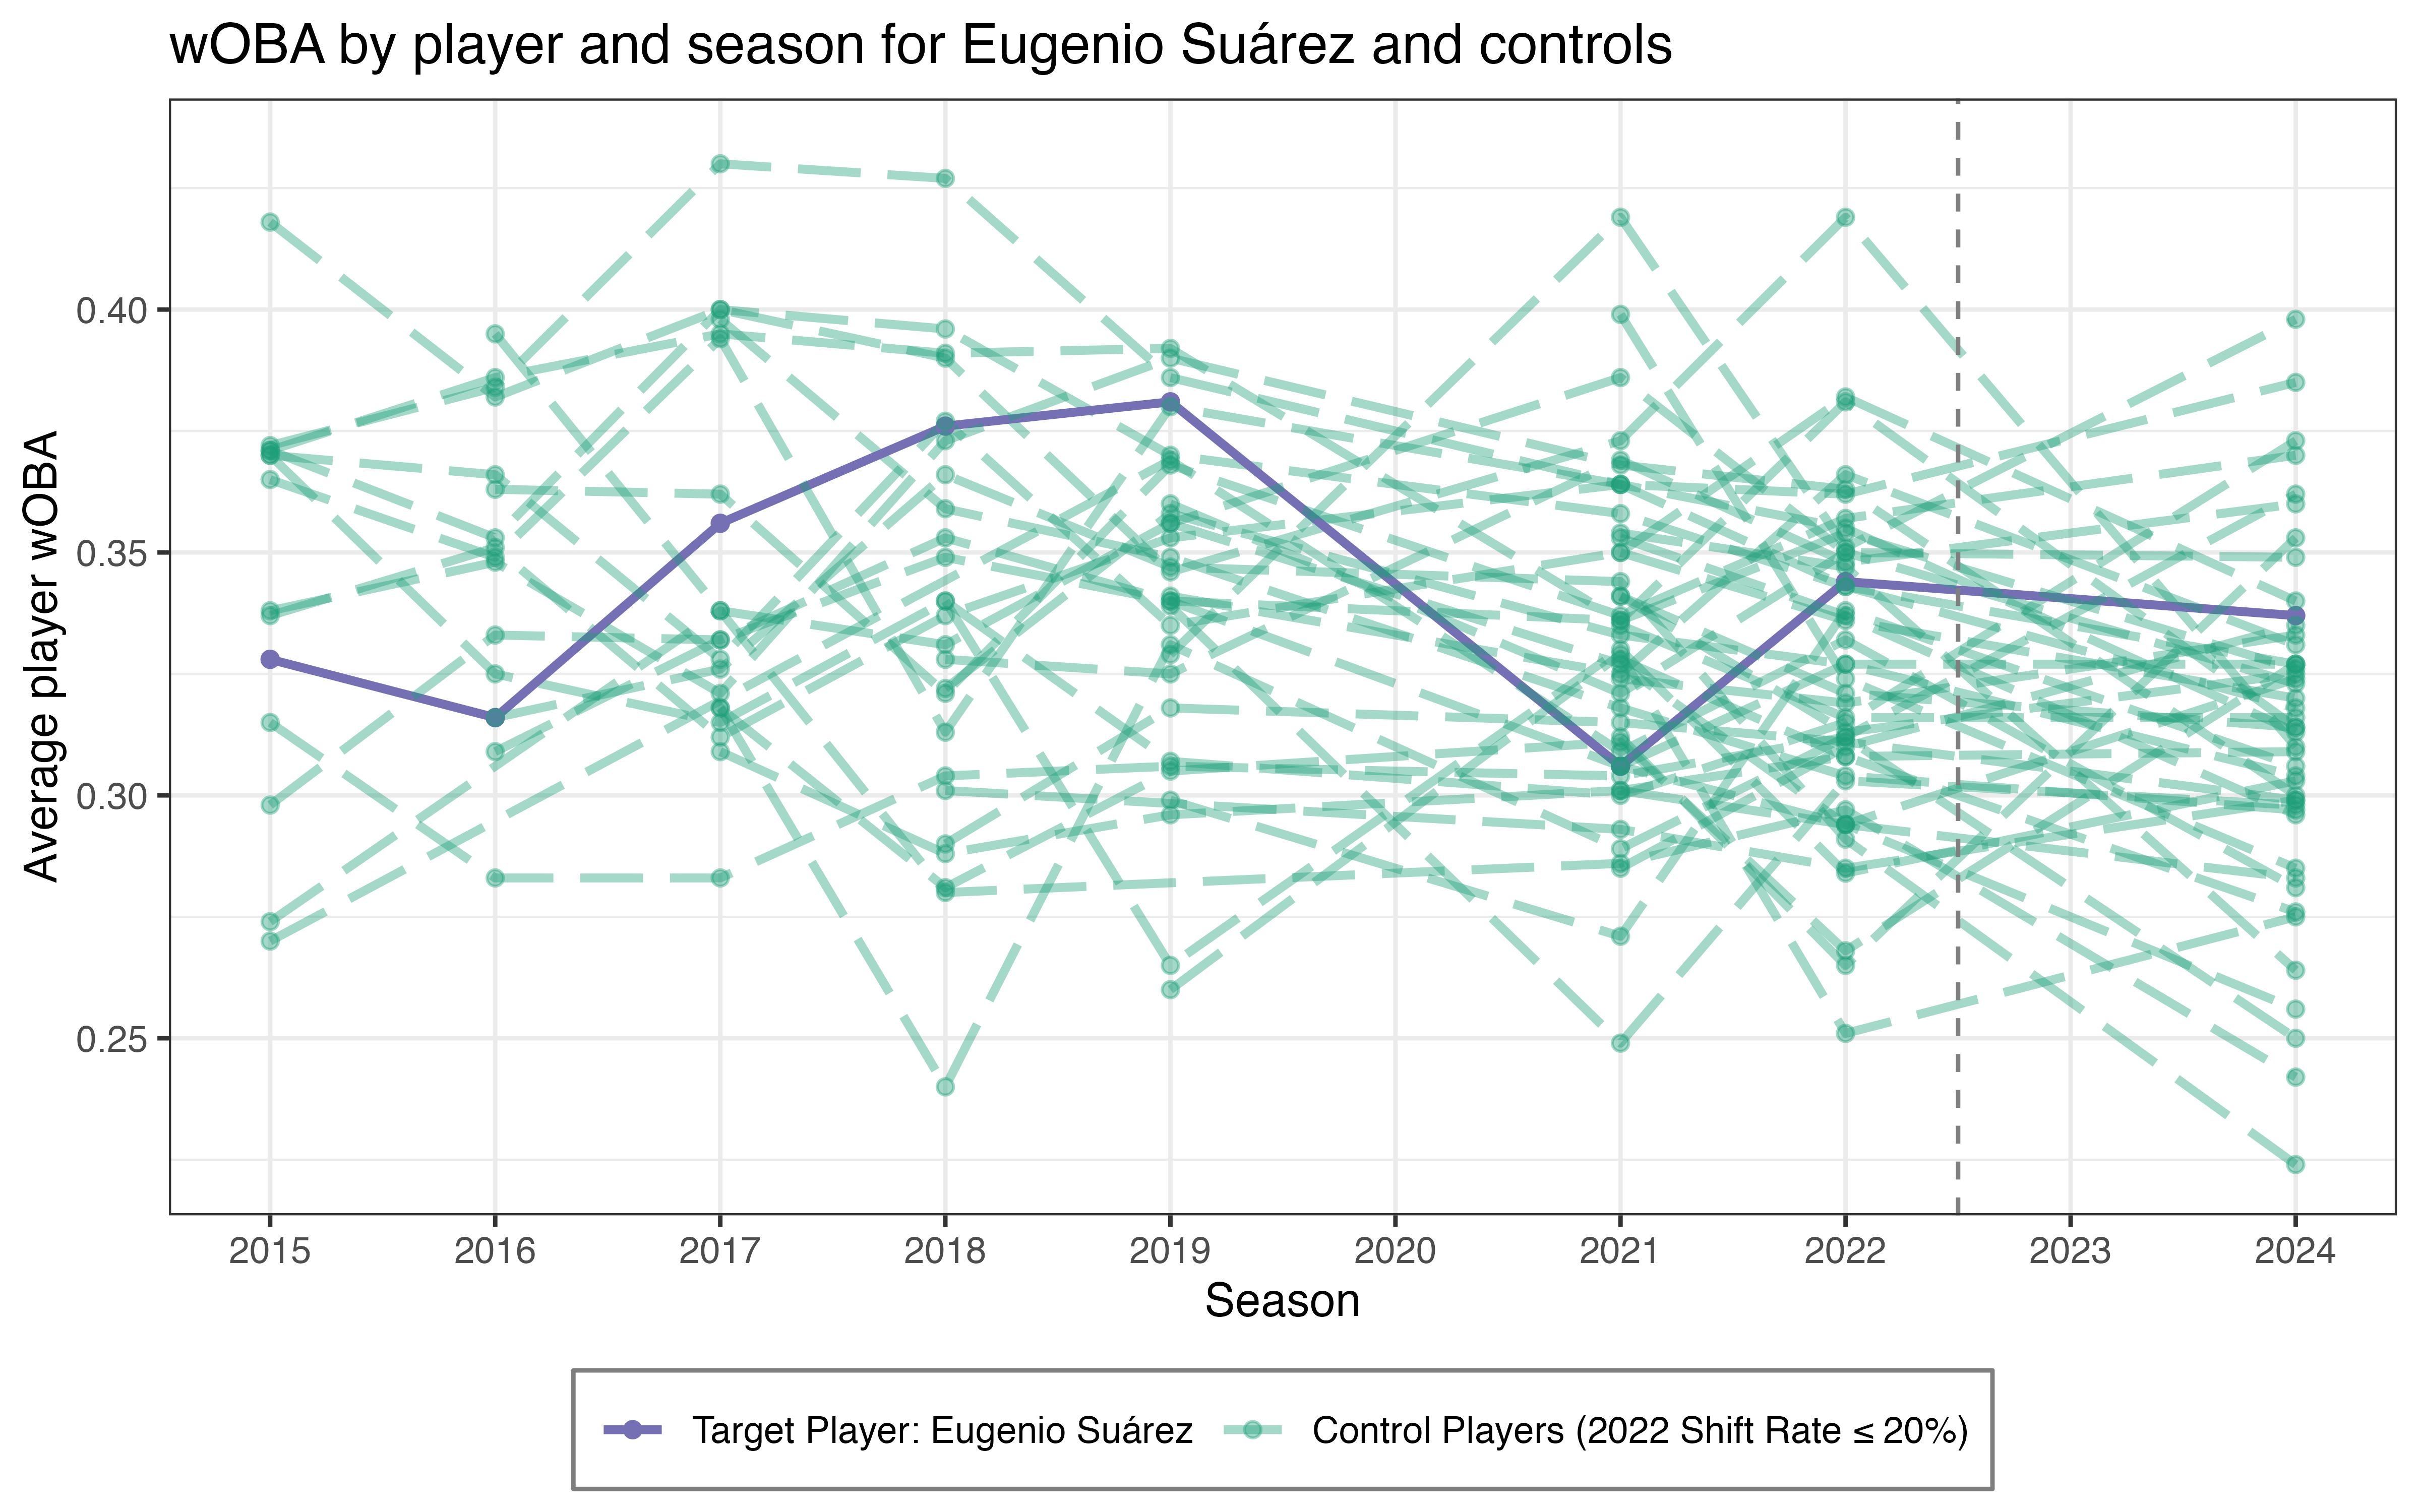 wOBA by player and season for Eugenio Suárez and controls
Average player wOBA
0.40
0.35
0.30
0.25
2015 2016 2017 2018 2019 2020 2021 2022 2023 2024
Season
Target Player: Eugenio Suárez Control Players (2022 Shift Rate ≤ 20%)